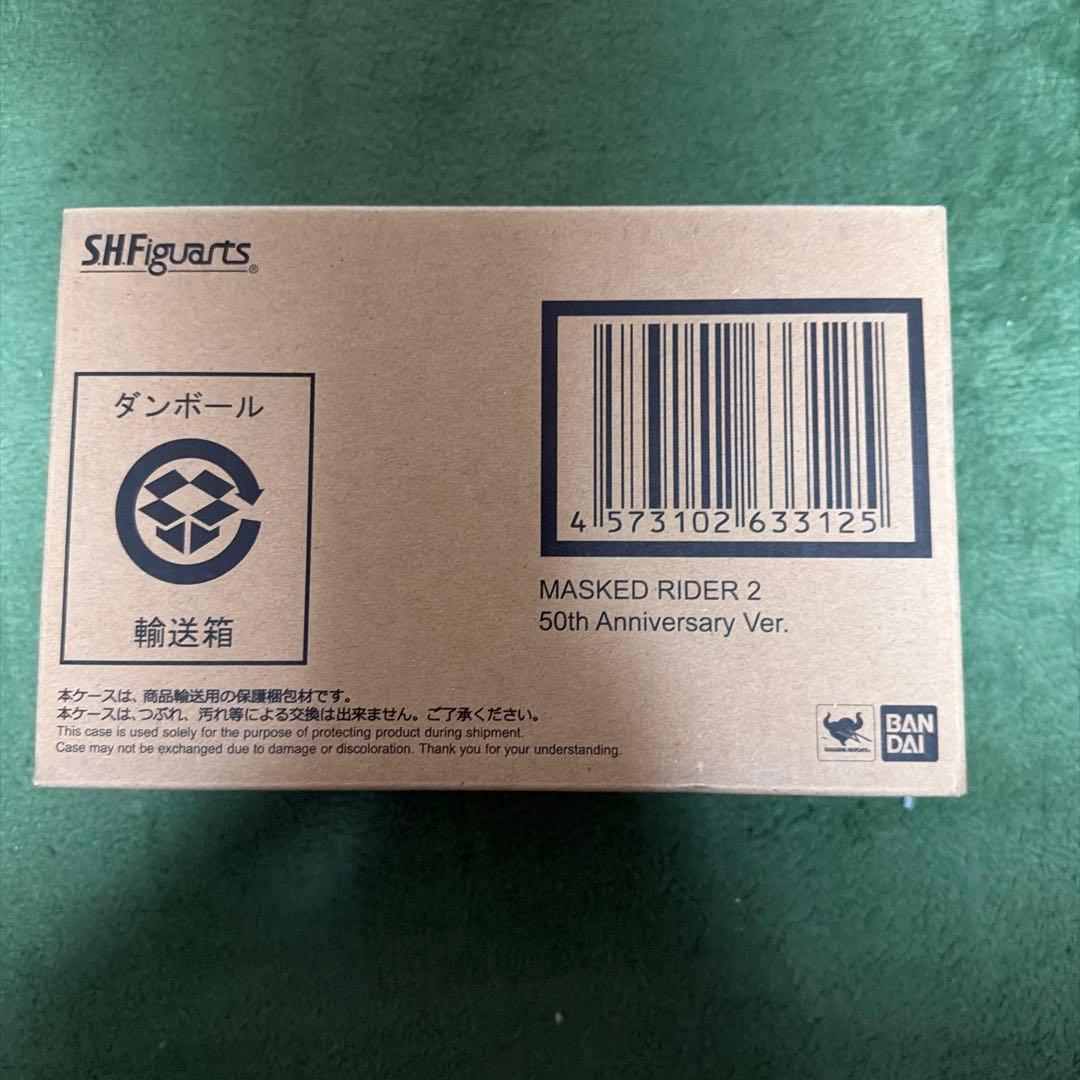 S.H.Figuarts®
ダンボール
輸送箱
4 573102 633125
MASKED RIDER 2
50th Anniversary Ver.
本ケースは、商品輸送用の保護梱包材です。
本ケースは、つぶれ、汚れ等による交換は出来ません。ご了承ください。
This case is used solely for the purpose of protecting product during shipment.
Case may not be exchanged due to damage or discoloration. Thank you for your understanding.
TAMASHII NATIONS
BAN
DAI